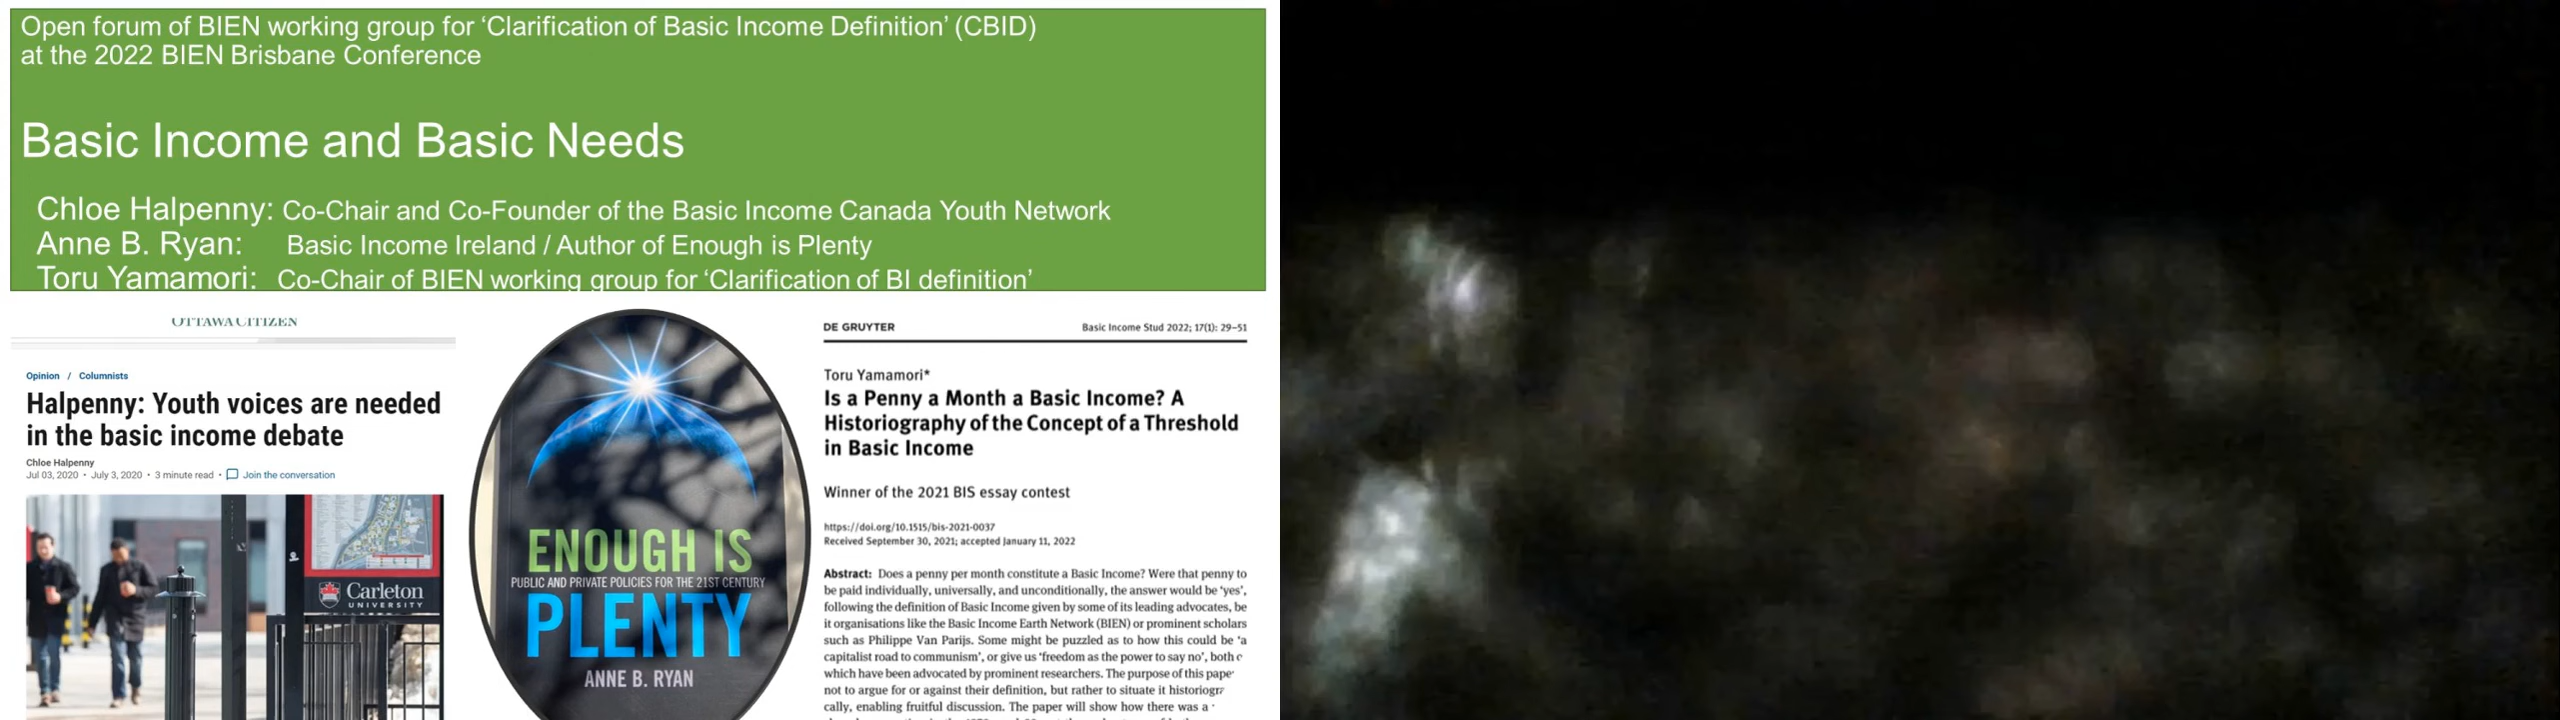 Open forum of BIEN working group for ‘Clarification of Basic Income Definition’ (CBID)
at the 2022 BIEN Brisbane Conference
Basic Income and Basic Needs
Chloe Halpenny: Co-Chair and Co-Founder of the Basic Income Canada Youth Network
Anne B. Ryan: Basic Income Ireland / Author of Enough is Plenty
Toru Yamamori: Co-Chair of BIEN working group for ‘Clarification of BI definition’
OTTAWA CITIZEN
Opinion / Columnists
Halpenny: Youth voices are needed
in the basic income debate
Chloe Halpenny
Jul 03, 2020 • July 3, 2020 • 3 minute read • Join the conversation
Carleton
UNIVERSITY
ENOUGH IS
PUBLIC AND PRIVATE POLICIES FOR THE 21ST CENTURY
PLENTY
ANNE B. RYAN
DE GRUYTER Basic Income Stud 2022; 17(1): 29–51
Toru Yamamori*
Is a Penny a Month a Basic Income? A
Historiography of the Concept of a Threshold
in Basic Income
Winner of the 2021 BIS essay contest
https://doi.org/10.1515/bis-2021-0037
Received September 30, 2021; accepted January 11, 2022
Abstract: Does a penny per month constitute a Basic Income? Were that penny to
be paid individually, universally, and unconditionally, the answer would be ‘yes’,
following the definition of Basic Income given by some of its leading advocates, be
it organisations like the Basic Income Earth Network (BIEN) or prominent scholars
such as Philippe Van Parijs. Some might be puzzled as to how this could be ‘a
capitalist road to communism’, or give us ‘freedom as the power to say no’, both
which have been advocated by prominent researchers. The purpose of this
not to argue for or against their definition, but rather to situate it
cally, enabling fruitful discussion. The paper will show how there was a